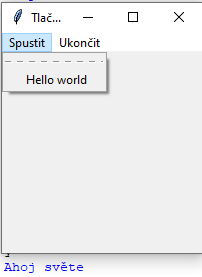 Tlač...
Spustit Ukončit
Hello world
]
Ahoj světe